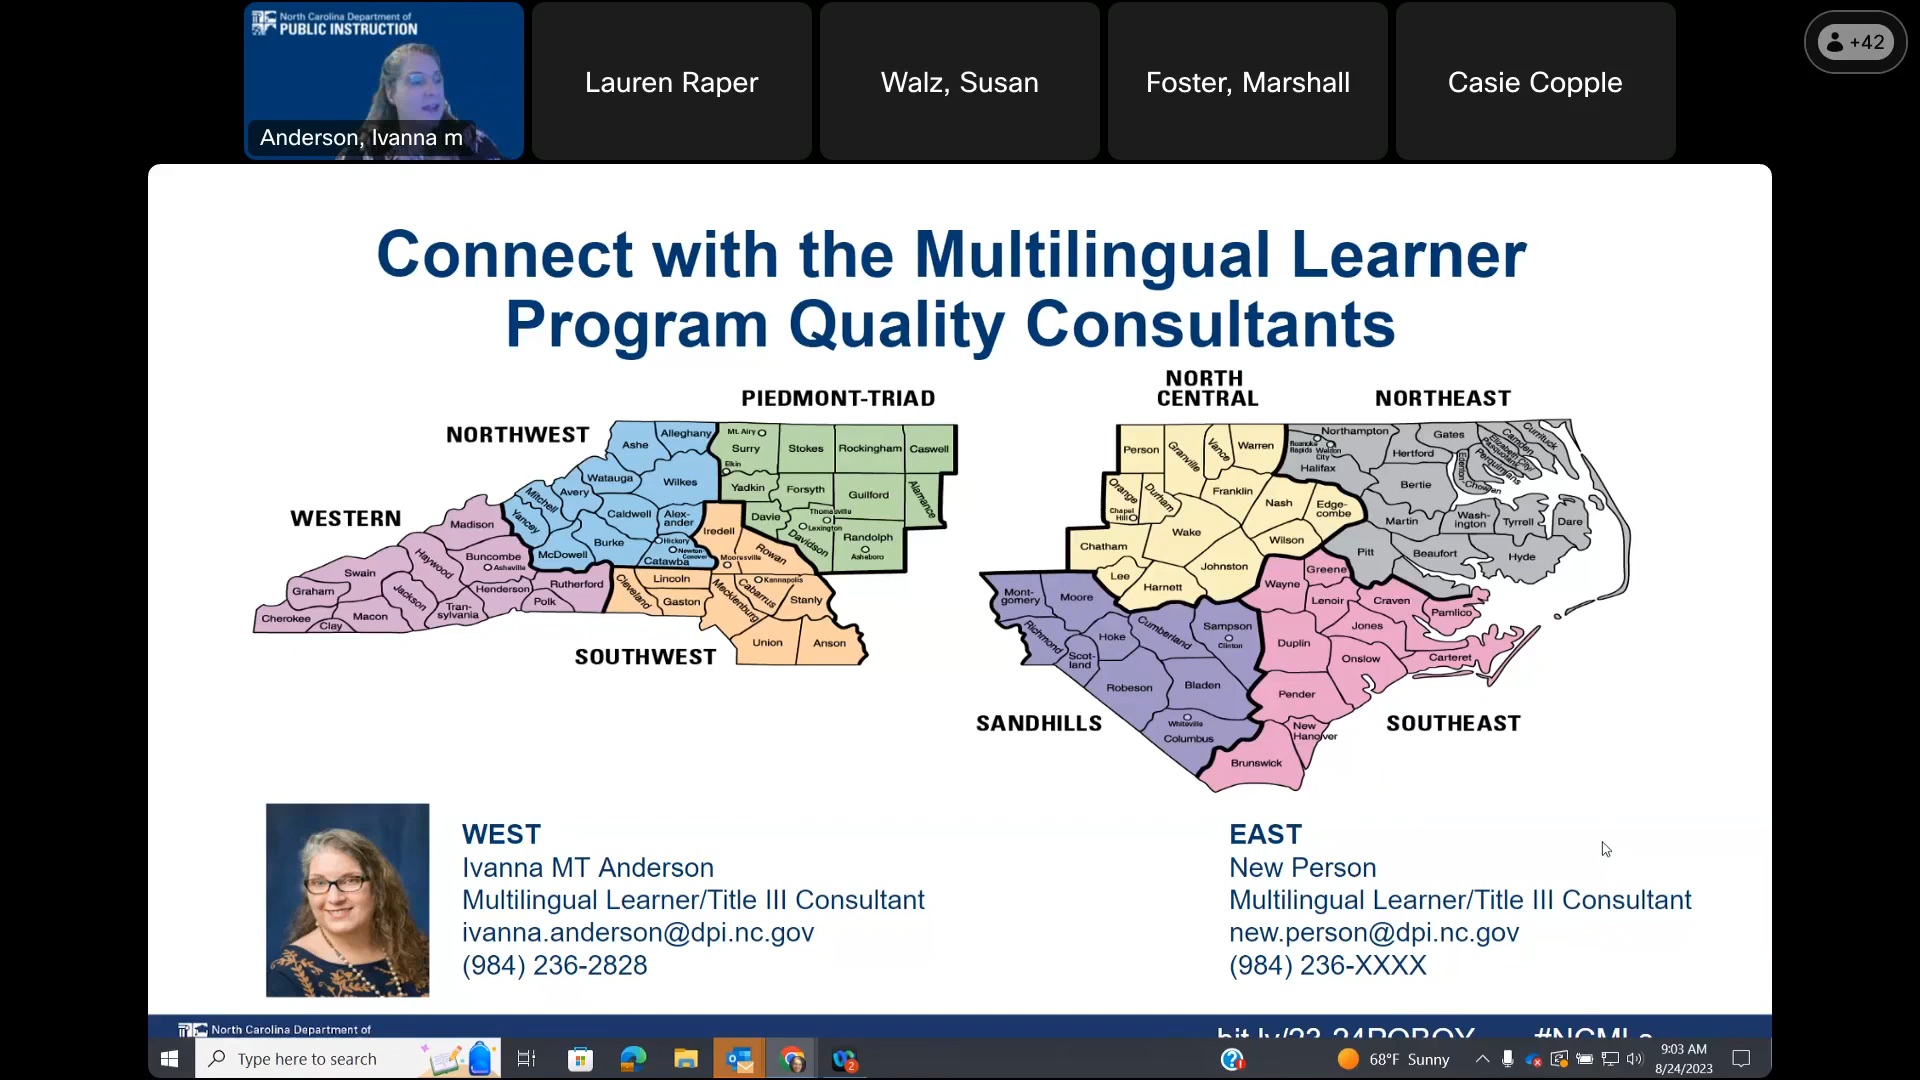 North Carolina Department of
PUBLIC INSTRUCTION
Anderson, Ivanna m
Lauren Raper
Walz, Susan
Foster, Marshall
Casie Copple
+42
Connect with the Multilingual Learner
Program Quality Consultants
NORTHWEST
PIEDMONT-TRIAD
WESTERN
SOUTHWEST
Ashe
Alleghany
Watauga
Wilkes
Mitchell
Avery
Yancey
Caldwell
Alex-
ander
Burke
McDowell
Hickory
Newton
Conover
Catawba
Mt. Airy
Surry
Stokes
Rockingham
Caswell
Elkin
Yadkin
Forsyth
Guilford
Alamance
Davie
Thomasville
Lexington
Davidson
Randolph
Asheboro
Madison
Haywood
Buncombe
Asheville
Swain
Graham
Jackson
Henderson
Rutherford
Polk
Tran-
sylvania
Macon
Cherokee
Clay
Iredell
Mooresville
Rowan
Cleveland
Lincoln
Gaston
Mecklenburg
Cabarrus
Kannapolis
Stanly
Union
Anson
NORTH
CENTRAL
NORTHEAST
SANDHILLS
SOUTHEAST
Person
Granville
Vance
Warren
Orange
Chapel
Hill
Durham
Franklin
Nash
Edge-
combe
Wake
Wilson
Chatham
Johnston
Lee
Harnett
Northampton
Roanoke
Rapids
Weldon
City
Halifax
Hertford
Gates
Camden
Currituck
Elizabeth City
Pasquotank
Perquimans
Edenton
Chowan
Bertie
Martin
Wash-
ington
Tyrrell
Dare
Pitt
Beaufort
Hyde
Mont-
gomery
Moore
Richmond
Scot-
land
Hoke
Cumberland
Sampson
Clinton
Robeson
Bladen
Whiteville
Columbus
Wayne
Greene
Lenoir
Craven
Pamlico
Jones
Duplin
Onslow
Carteret
Pender
New
Hanover
Brunswick
WEST
Ivanna MT Anderson
Multilingual Learner/Title III Consultant
ivanna.anderson@dpi.nc.gov
(984) 236-2828
EAST
New Person
Multilingual Learner/Title III Consultant
new.person@dpi.nc.gov
(984) 236-XXXX
North Carolina Department of
Type here to search
2
68°F Sunny
9:03 AM
8/24/2023